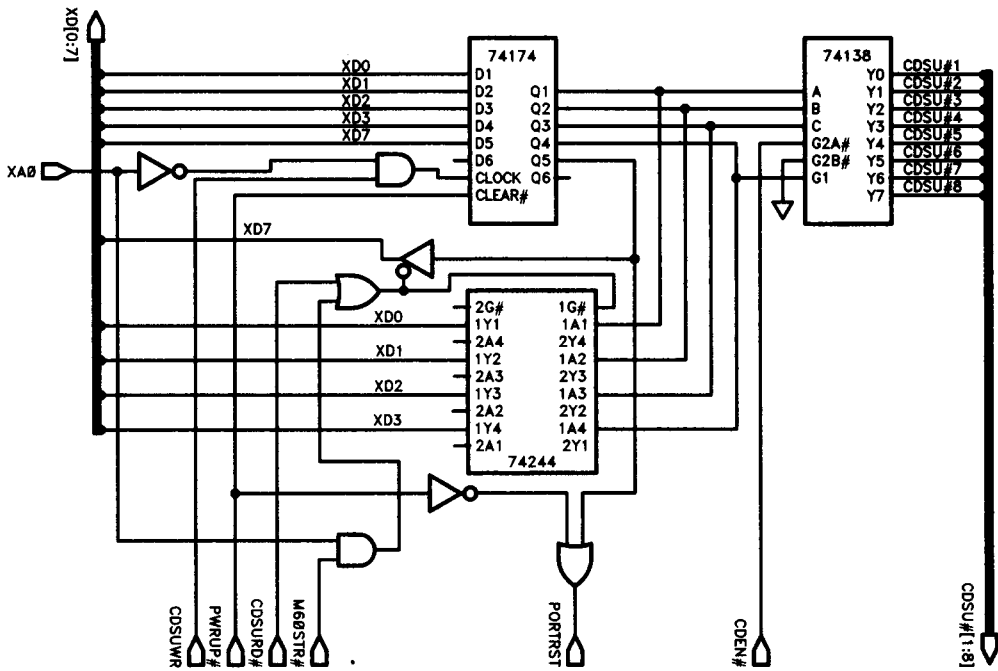 XD[0:7]
74174
74138
XD0
XD1
XD2
XD3
XD7
D1
D2
D3
D4
D5
D6
CLOCK
CLEAR#
Q1
Q2
Q3
Q4
Q5
Q6
A
B
C
G2A#
G2B#
G1
Y0
Y1
Y2
Y3
Y4
Y5
Y6
Y7
CDSU#1
CDSU#2
CDSU#3
CDSU#4
CDSU#5
CDSU#6
CDSU#7
CDSU#8
XA0
XD7
XD0
XD1
XD2
XD3
2G#
1Y1
2A4
1Y2
2A3
1Y3
2A2
1Y4
2A1
1G#
1A1
2Y4
1A2
2Y3
1A3
2Y2
1A4
2Y1
74244
CDSUWR
PWRUP#
CDSURD#
M60STR#
PORTRST
CDEN#
CDSU#[1:8]